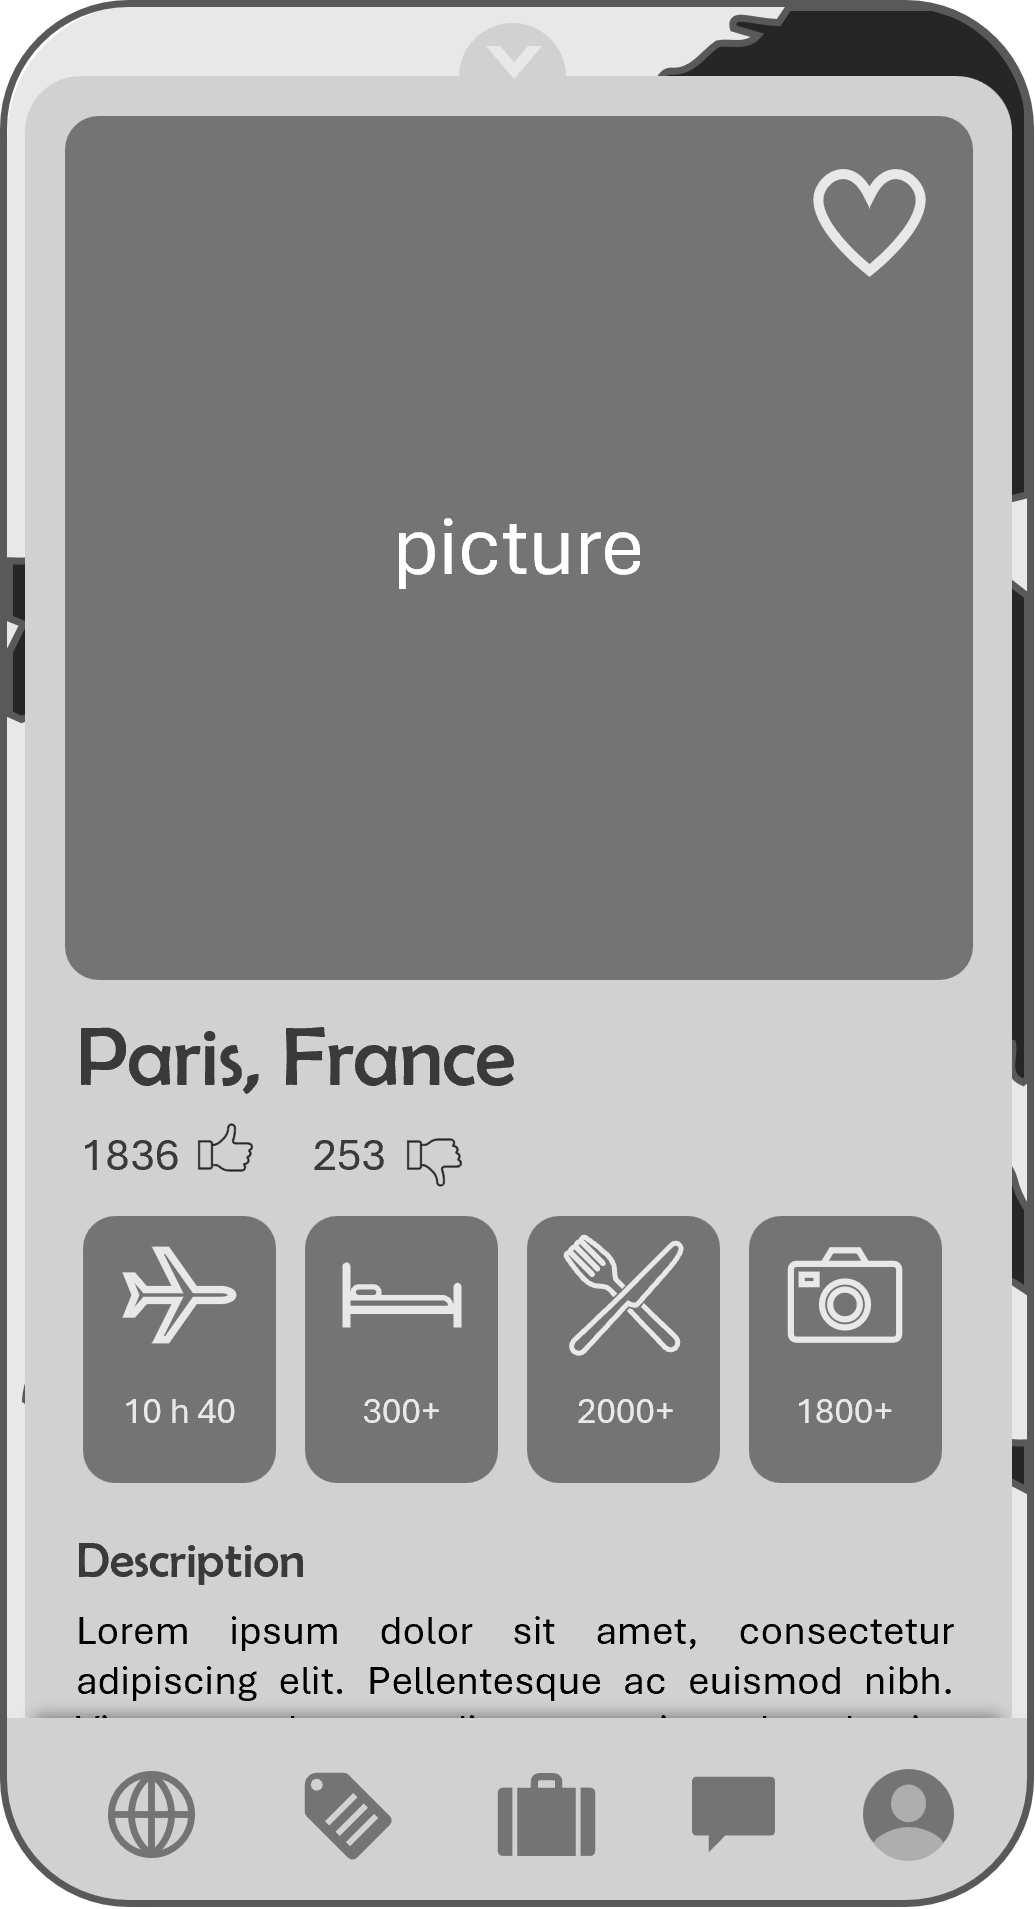 picture
Paris, France
1836 253
10 h 40 300+ 2000+ 1800+
Description
Lorem ipsum dolor sit amet, consectetur
adipiscing elit. Pellentesque ac euismod nibh.